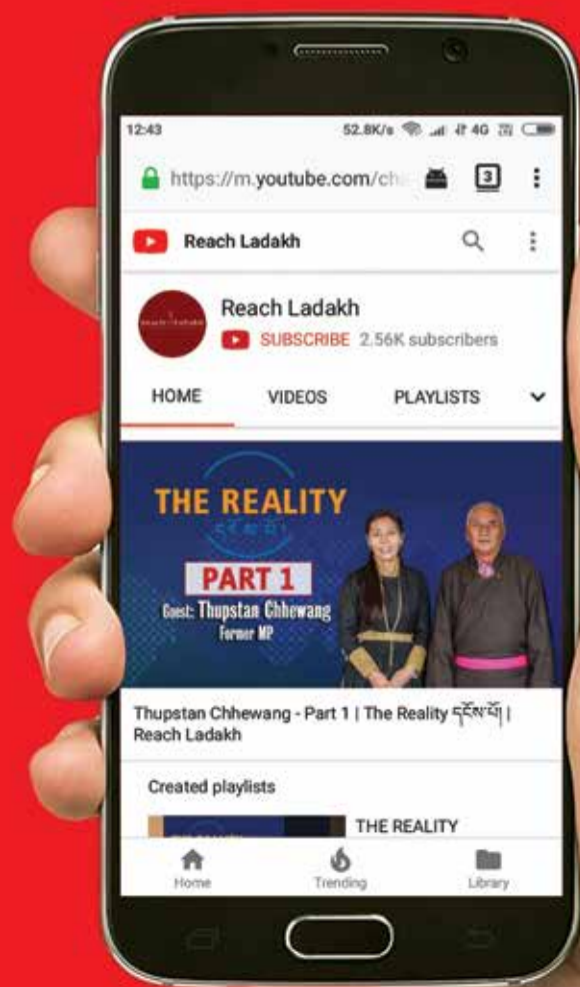 12:43 52.8K/s 4G
https://m.youtube.com/cha 3
Reach Ladakh
Reach Ladakh
SUBSCRIBE 2.56K subscribers
HOME VIDEOS PLAYLISTS
THE REALITY
དངོས་པོ།
PART 1
Guest: Thupstan Chhewang
Former MP
Thupstan Chhewang - Part 1 | The Reality དངོས་པོ། |
Reach Ladakh
Created playlists
THE REALITY
Home Trending Library